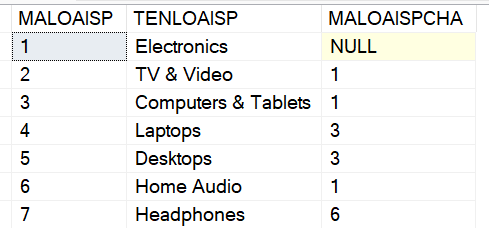 MALOAISP TENLOAISP MALOAISPCHA
1 Electronics NULL
2 TV & Video 1
3 Computers & Tablets 1
4 Laptops 3
5 Desktops 3
6 Home Audio 1
7 Headphones 6